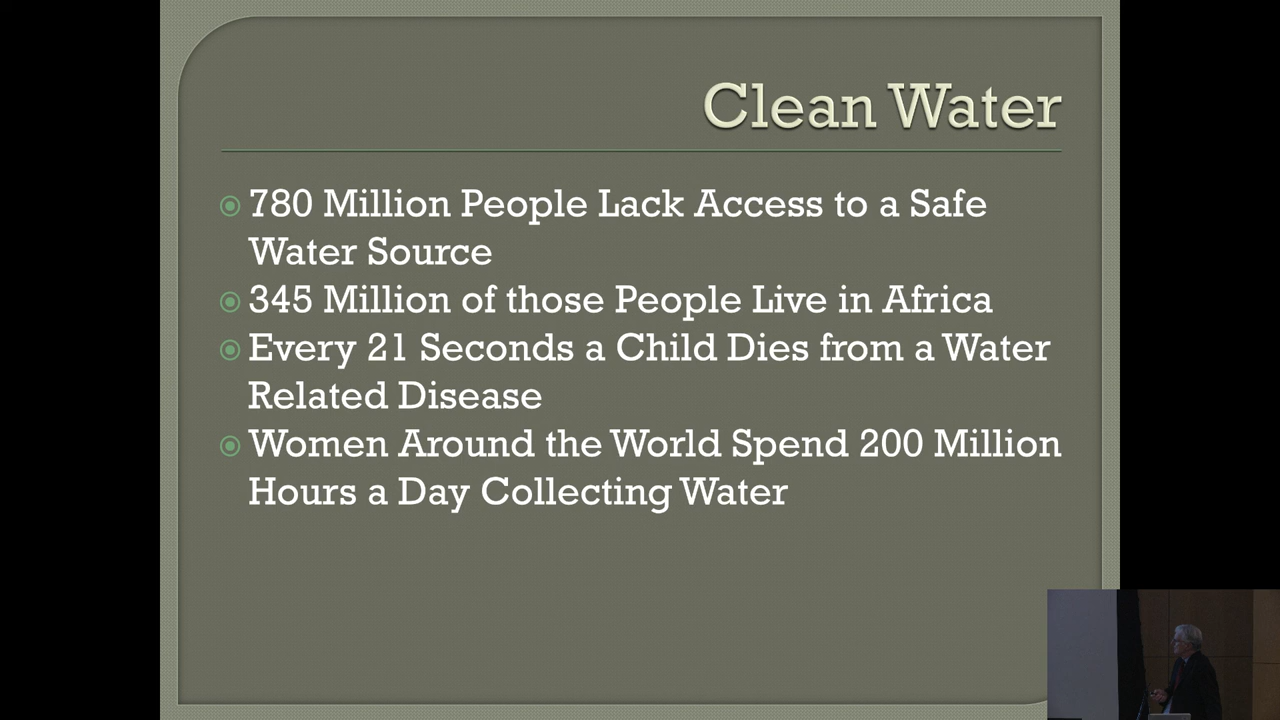 Clean Water
780 Million People Lack Access to a Safe
Water Source
345 Million of those People Live in Africa
Every 21 Seconds a Child Dies from a Water
Related Disease
Women Around the World Spend 200 Million
Hours a Day Collecting Water